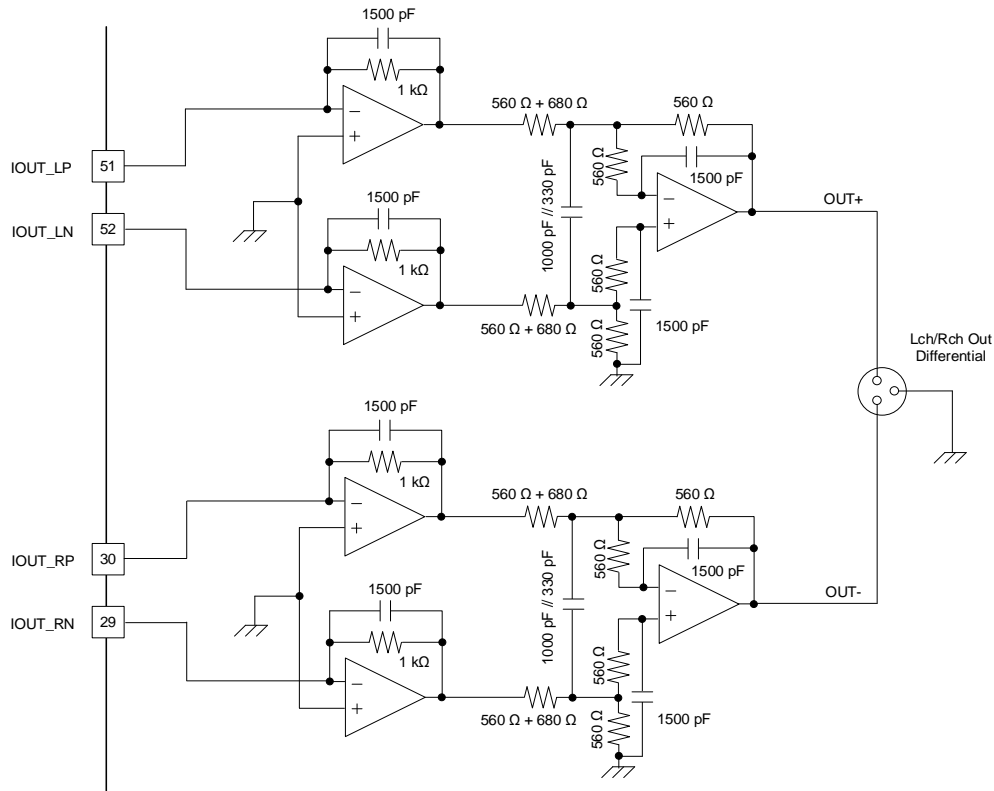 1500 pF
1 kΩ
560 Ω + 680 Ω
560 Ω
560 Ω
1500 pF
IOUT_LP
51
1500 pF
1 kΩ
1000 pF // 330 pF
OUT+
IOUT_LN
52
560 Ω
560 Ω + 680 Ω
560 Ω
1500 pF
Lch/Rch Out
Differential
1500 pF
1 kΩ
560 Ω + 680 Ω
560 Ω
560 Ω
1500 pF
IOUT_RP
30
1500 pF
1 kΩ
1000 pF // 330 pF
OUT-
IOUT_RN
29
560 Ω
560 Ω + 680 Ω
560 Ω
1500 pF